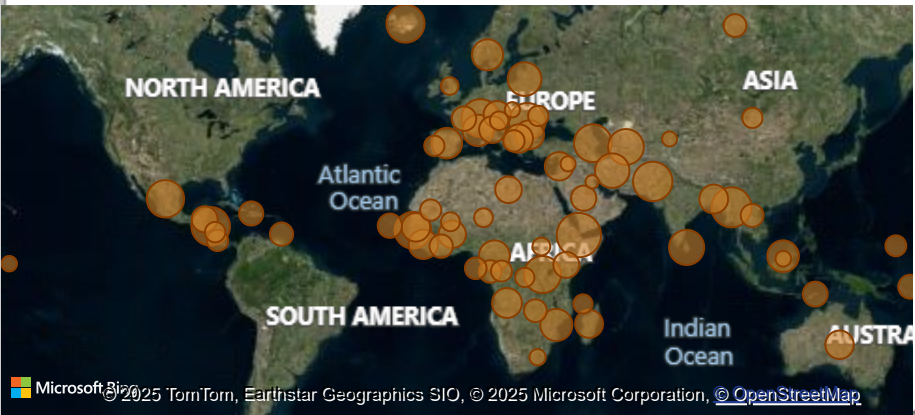 NORTH AMERICA
ASIA
EUROPE
Atlantic
Ocean
AFRICA
SOUTH AMERICA
Indian
Ocean
AUSTRA
Microsoft Bing
© 2025 TomTom, Earthstar Geographics SIO, © 2025 Microsoft Corporation, © OpenStreetMap